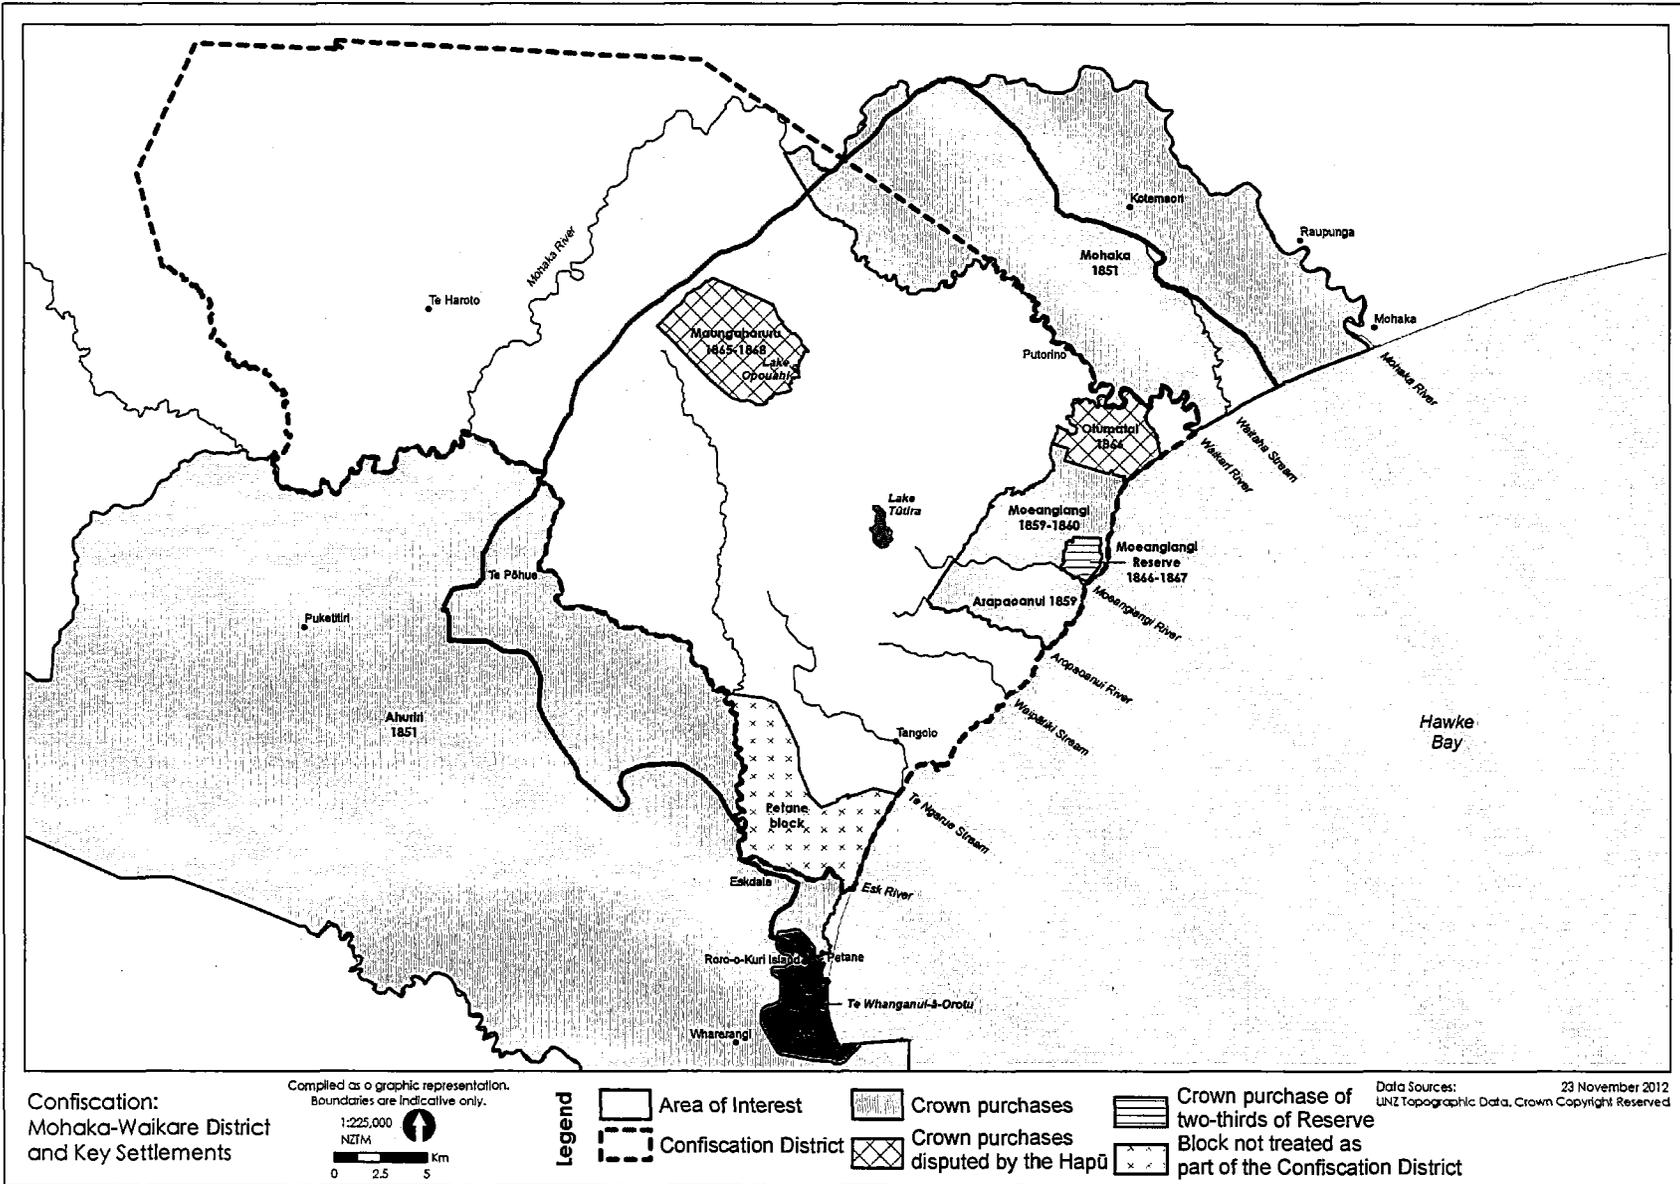 Kotemaori
Raupunga
Mohaka
1851
Mohaka River
Te Haroto
Mohaka
Maungaharuru
1865-1868
Lake
Opouahi
Putorino
Mohaka River
Waitaha Stream
Waikari River
1866
Lake
Tūtira
Moeangiangi
1859-1860
Moeangiangi
Reserve
1866-1867
Te Pōhue
Arapaoanui 1859
Moeangiangi River
Puketitiri
Aropaoanui River
Ahuriri
1851
Waipātiki Stream
Hawke
Bay
Tangoio
Petane
block
Te Ngarue Stream
Eskdale
Esk River
Roro-o-Kuri Island
Petane
Te Whanganui-ā-Orotu
Wharerangi
Confiscation:
Mohaka-Waikare District
and Key Settlements
Compiled as a graphic representation.
Boundaries are indicative only.
1:225,000
NZTM
Km
0 2.5 5
Legend
Area of Interest
Confiscation District
Crown purchases
Crown purchases
disputed by the Hapū
Crown purchase of
two-thirds of Reserve
Block not treated as
part of the Confiscation District
Data Sources:
23 November 2012
LINZ Topographic Data, Crown Copyright Reserved